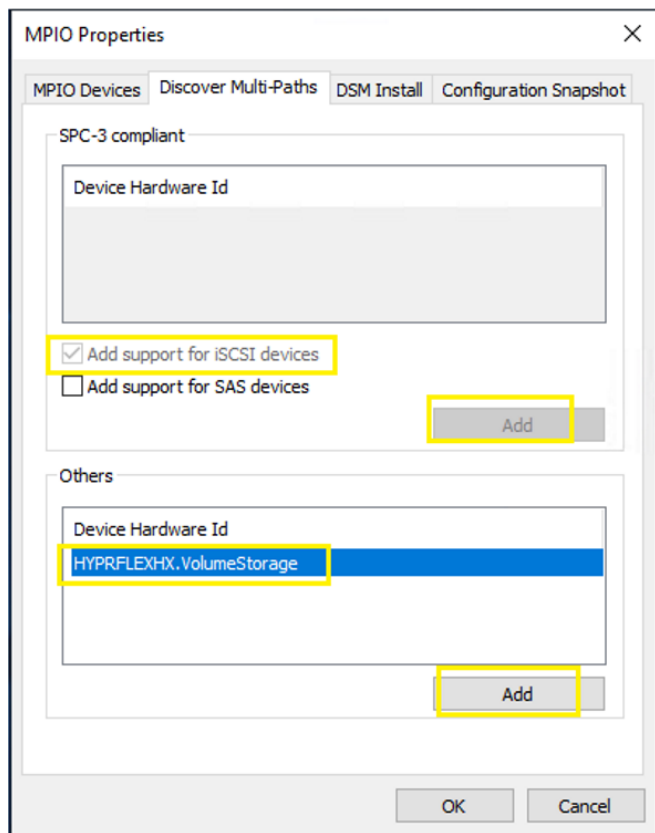 MPIO Properties
MPIO Devices Discover Multi-Paths DSM Install Configuration Snapshot
SPC-3 compliant
Device Hardware Id
Add support for iSCSI devices
Add support for SAS devices
Add
Others
Device Hardware Id
HYPRFLEXHX.VolumeStorage
Add
OK Cancel